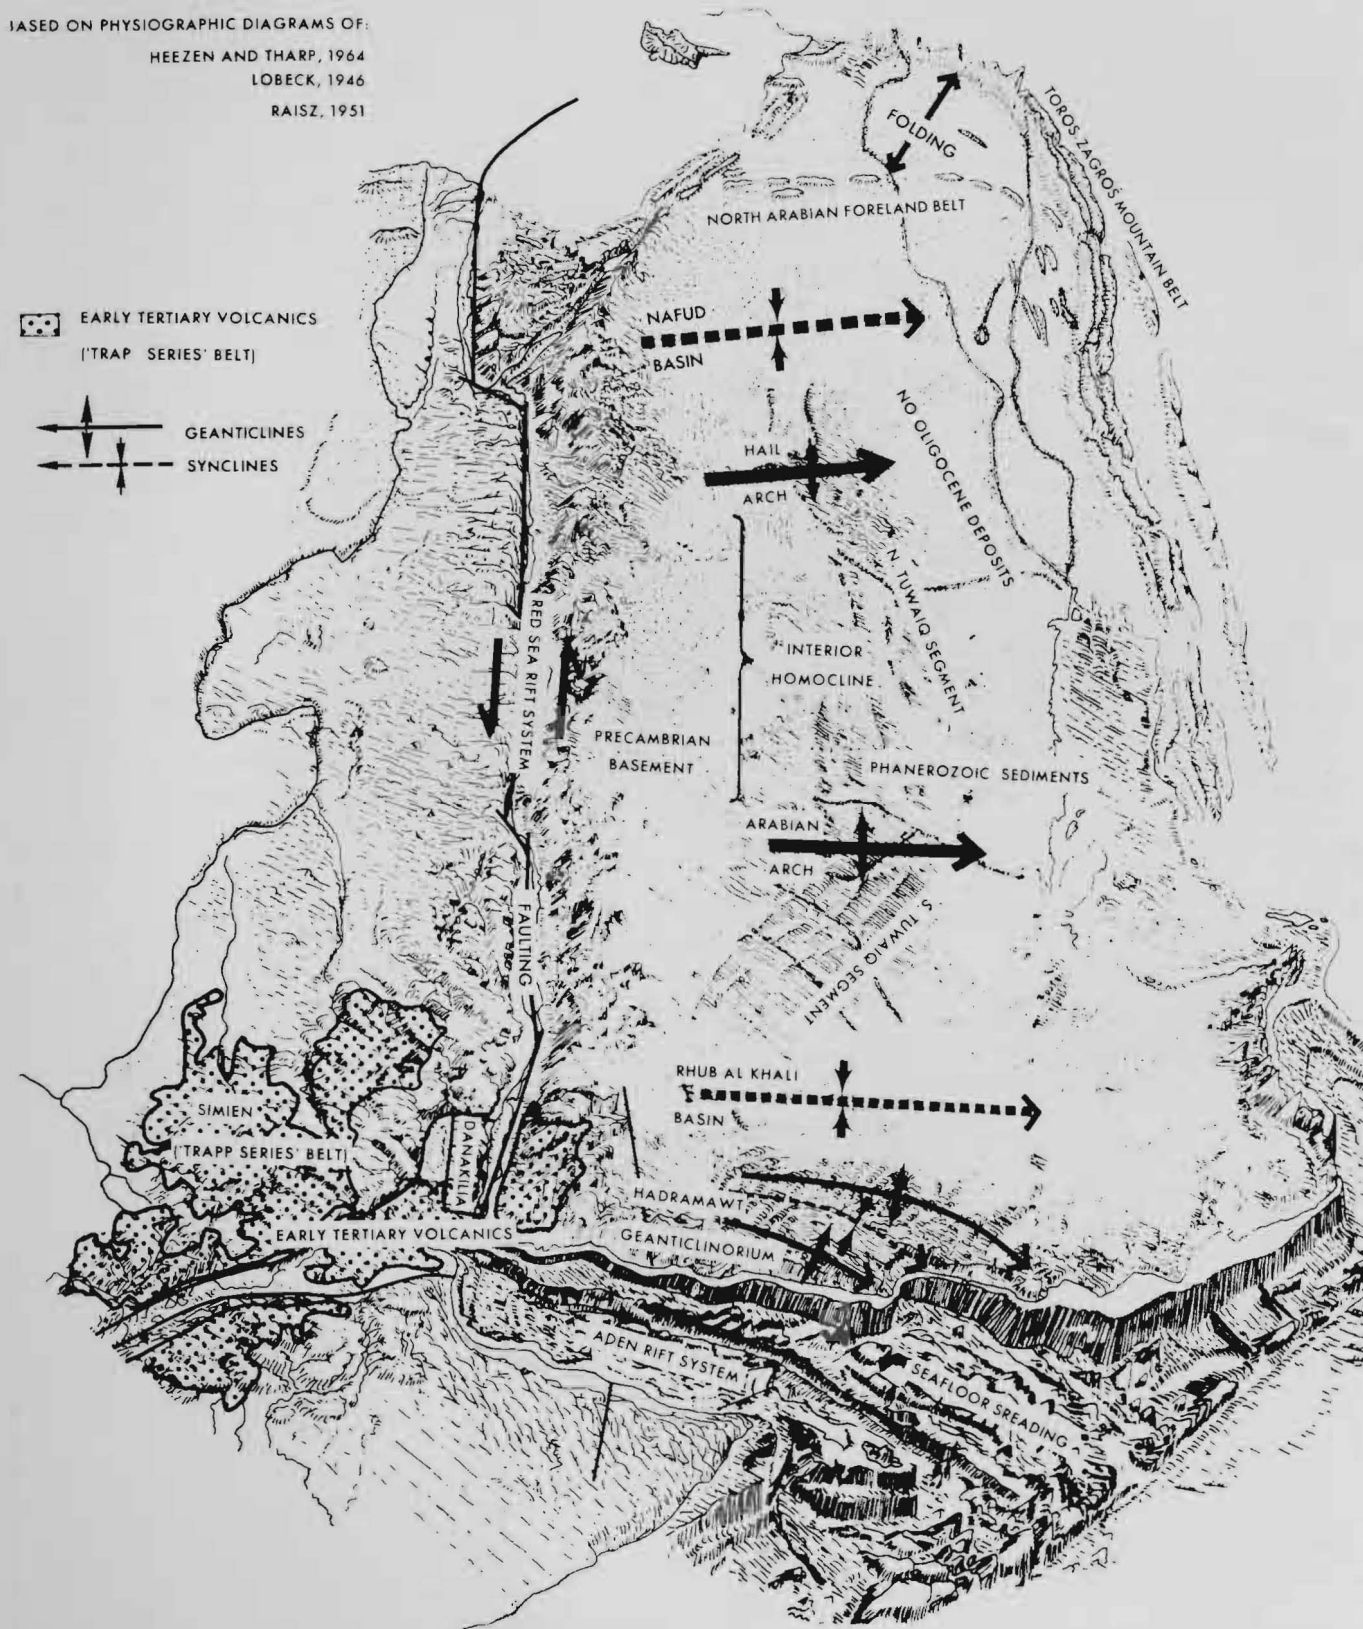 BASED ON PHYSIOGRAPHIC DIAGRAMS OF:
HEEZEN AND THARP, 1964
LOBECK, 1946
RAISZ, 1951
EARLY TERTIARY VOLCANICS
('TRAP SERIES' BELT)
GEANTICLINES
SYNCLINES
FOLDING
TOROS ZAGROS MOUNTAIN BELT
NORTH ARABIAN FORELAND BELT
NAFUD
BASIN
NO OLIGOCENE DEPOSITS
HAIL
ARCH
N. TUWAIQ SEGMENT
RED SEA RIFT SYSTEM
INTERIOR
HOMOCLINE
PRECAMBRIAN
BASEMENT
PHANEROZOIC SEDIMENTS
ARABIAN
ARCH
FAULTING
S. TUWAIQ SEGMENT
RHUB AL KHALI
BASIN
SIMIEN
('TRAPP SERIES' BELT)
DANAKILIA
HADRAMAWT
GEANTICLINORIUM
EARLY TERTIARY VOLCANICS
ADEN RIFT SYSTEM
SEAFLOOR SREADING